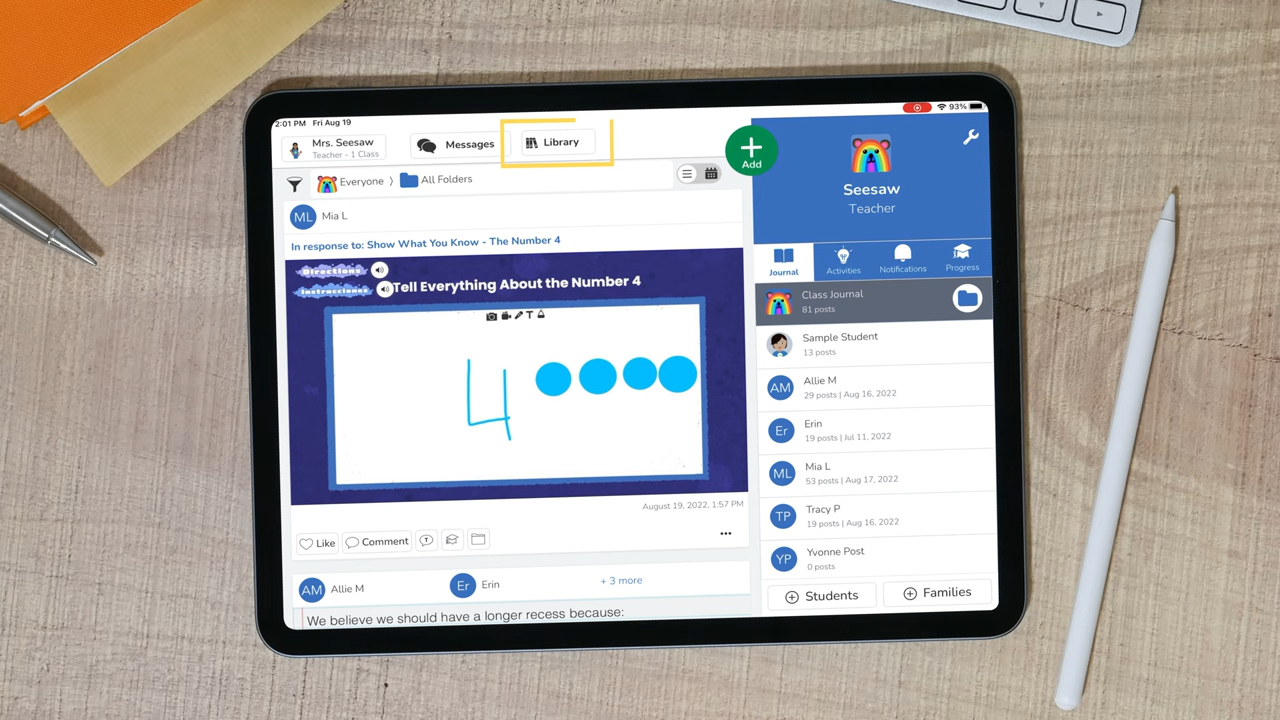 2:01 PM Fri Aug 19
93%
Mrs. Seesaw
Teacher - 1 Class
Messages
Library
Add
Everyone
All Folders
ML
Mia L
In response to: Show What You Know - The Number 4
Directions
Instrucciones
Tell Everything About the Number 4
T
4
August 19, 2022, 1:57 PM
Like
Comment
AM
Allie M
Er
Erin
+ 3 more
We believe we should have a longer recess because:
Seesaw
Teacher
Journal
Activities
Notifications
Progress
Class Journal
81 posts
Sample Student
13 posts
AM
Allie M
29 posts | Aug 16, 2022
Er
Erin
19 posts | Jul 11, 2022
ML
Mia L
53 posts | Aug 17, 2022
TP
Tracy P
19 posts | Aug 16, 2022
YP
Yvonne Post
0 posts
Students
Families